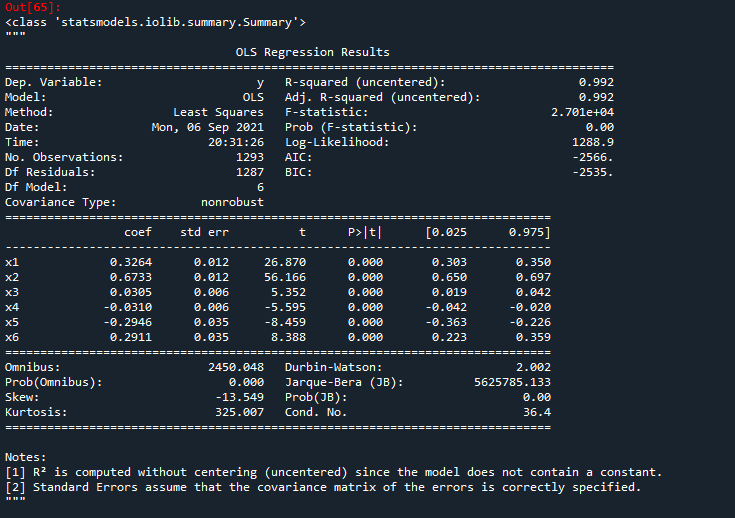 Out[65]:
<class 'statsmodels.iolib.summary.Summary'>
"""
                                 OLS Regression Results
=======================================================================================
Dep. Variable:                      y   R-squared (uncentered):                   0.992
Model:                            OLS   Adj. R-squared (uncentered):              0.992
Method:                 Least Squares   F-statistic:                          2.701e+04
Date:                Mon, 06 Sep 2021   Prob (F-statistic):                        0.00
Time:                        20:31:26   Log-Likelihood:                          1288.9
No. Observations:                1293   AIC:                                     -2566.
Df Residuals:                    1287   BIC:                                     -2535.
Df Model:                           6
Covariance Type:            nonrobust
==============================================================================
                 coef    std err          t      P>|t|      [0.025      0.975]
------------------------------------------------------------------------------
x1             0.3264      0.012     26.870      0.000       0.303       0.350
x2             0.6733      0.012     56.166      0.000       0.650       0.697
x3             0.0305      0.006      5.352      0.000       0.019       0.042
x4            -0.0310      0.006     -5.595      0.000      -0.042      -0.020
x5            -0.2946      0.035     -8.459      0.000      -0.363      -0.226
x6             0.2911      0.035      8.388      0.000       0.223       0.359
==============================================================================
Omnibus:                     2450.048   Durbin-Watson:                   2.002
Prob(Omnibus):                  0.000   Jarque-Bera (JB):          5625785.133
Skew:                         -13.549   Prob(JB):                         0.00
Kurtosis:                     325.007   Cond. No.                         36.4
==============================================================================

Notes:
[1] R² is computed without centering (uncentered) since the model does not contain a constant.
[2] Standard Errors assume that the covariance matrix of the errors is correctly specified.
"""